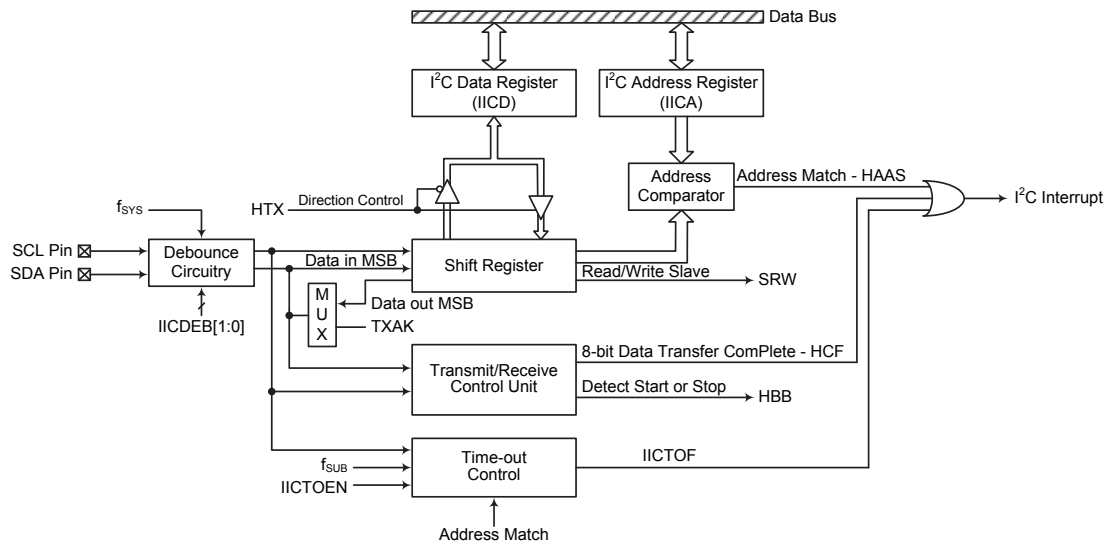 Data Bus
I²C Data Register
(IICD)
I²C Address Register
(IICA)
Address
Comparator
Address Match - HAAS
I²C Interrupt
HTX
Direction Control
fSYS
SCL Pin
SDA Pin
Debounce
Circuitry
IICDEB[1:0]
Data in MSB
Shift Register
Read/Write Slave
SRW
M
U
X
Data out MSB
TXAK
Transmit/Receive
Control Unit
8-bit Data Transfer ComPlete - HCF
Detect Start or Stop
HBB
fSUB
IICTOEN
Time-out
Control
IICTOF
Address Match